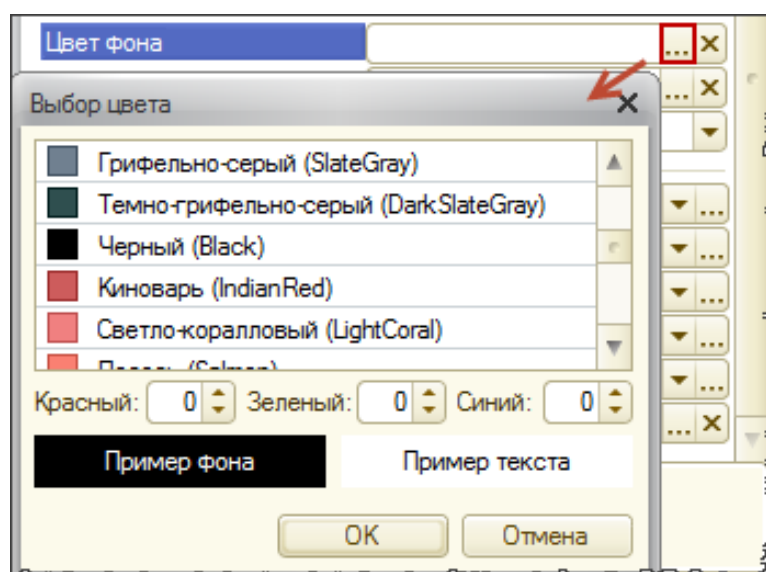 Цвет фона
Выбор цвета
Грифельно-серый (SlateGray)
Темно-грифельно-серый (DarkSlateGray)
Черный (Black)
Киноварь (IndianRed)
Светло-коралловый (LightCoral)
Красный: 0 Зеленый: 0 Синий: 0
Пример фона Пример текста
OK Отмена